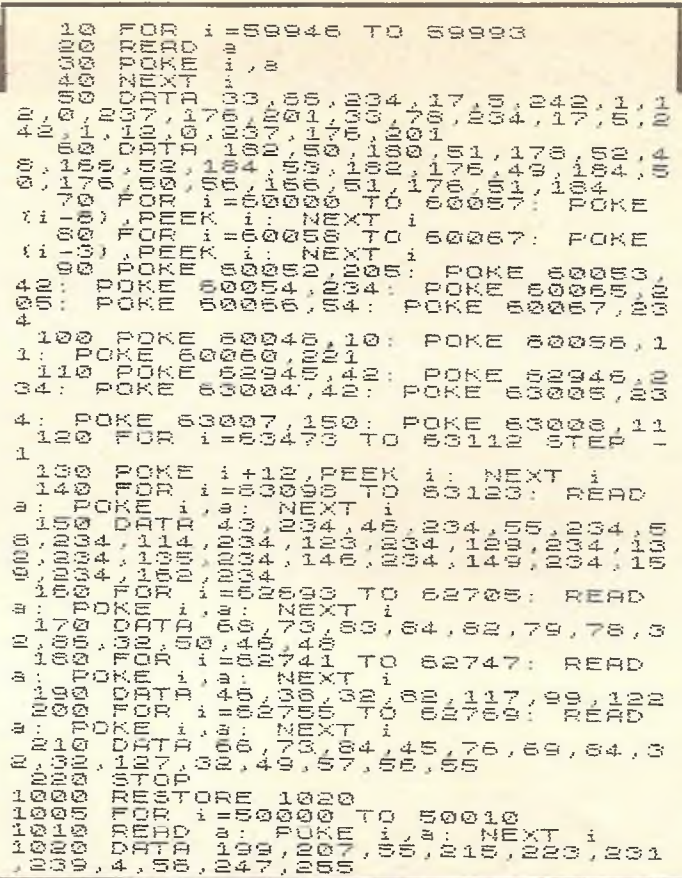 10 FOR i=59946 TO 59993
20 READ a
30 POKE i,a
40 NEXT i
50 DATA 33,66,234,17,5,242,1,1
2,0,237,176,201,33,78,234,17,5,2
42,1,12,0,237,176,201
60 DATA 182,50,180,51,178,52,4
8,166,52,184,53,182,176,49,184,5
0,176,50,56,166,51,176,51,184
70 FOR i=60000 TO 60057: POKE
(i-6),PEEK i: NEXT i
80 FOR i=60058 TO 60067: POKE
(i-3),PEEK i: NEXT i
90 POKE 60052,205: POKE 60053,
42: POKE 60054,234: POKE 60065,2
05: POKE 60066,54: POKE 60067,23
4
100 POKE 60046,10: POKE 60058,1
1: POKE 60060,221
110 POKE 62945,42: POKE 62946,2
34: POKE 63004,42: POKE 63005,23
4: POKE 63007,150: POKE 63008,11
120 FOR i=63473 TO 63112 STEP -
1
130 POKE i+12,PEEK i: NEXT i
140 FOR i=63098 TO 63123: READ
a: POKE i,a: NEXT i
150 DATA 43,234,46,234,55,234,5
8,234,114,234,123,234,129,234,13
2,234,135,234,146,234,149,234,15
9,234,162,234
160 FOR i=62693 TO 62705: READ
a: POKE i,a: NEXT i
170 DATA 68,73,83,84,82,79,78,3
2,86,32,50,46,48
180 FOR i=62741 TO 62747: READ
a: POKE i,a: NEXT i
190 DATA 46,38,32,82,117,99,122
200 FOR i=62755 TO 62769: READ
a: POKE i,a: NEXT i
210 DATA 66,73,84,45,76,69,84,3
2,32,127,32,49,57,56,55
220 STOP
1000 RESTORE 1020
1005 FOR i=50000 TO 50010
1010 READ a: POKE i,a: NEXT i
1020 DATA 199,207,55,215,223,231
,239,4,56,247,255